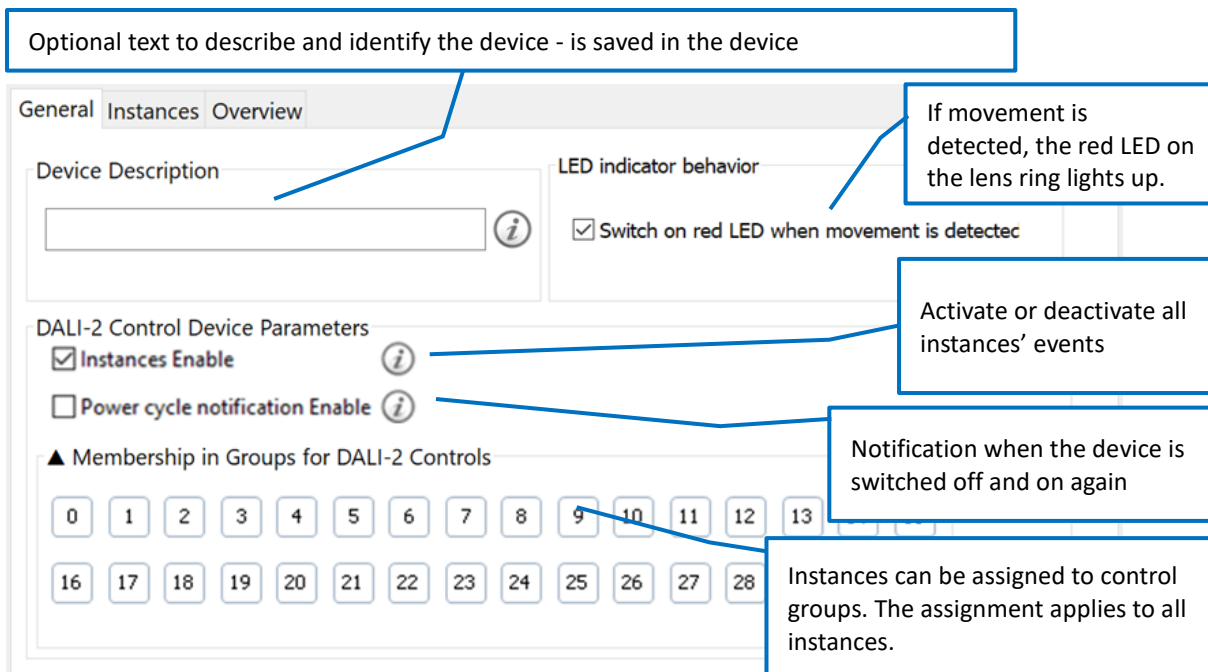 Optional text to describe and identify the device - is saved in the device
General Instances Overview
If movement is
detected, the red LED on
the lens ring lights up.
Device Description
LED indicator behavior
Switch on red LED when movement is detected
DALI-2 Control Device Parameters
Instances Enable
Activate or deactivate all
instances’ events
Power cycle notification Enable
Notification when the device is
switched off and on again
▲ Membership in Groups for DALI-2 Controls
0 1 2 3 4 5 6 7 8 9 10 11 12 13
16 17 18 19 20 21 22 23 24 25 26 27 28
Instances can be assigned to control
groups. The assignment applies to all
instances.